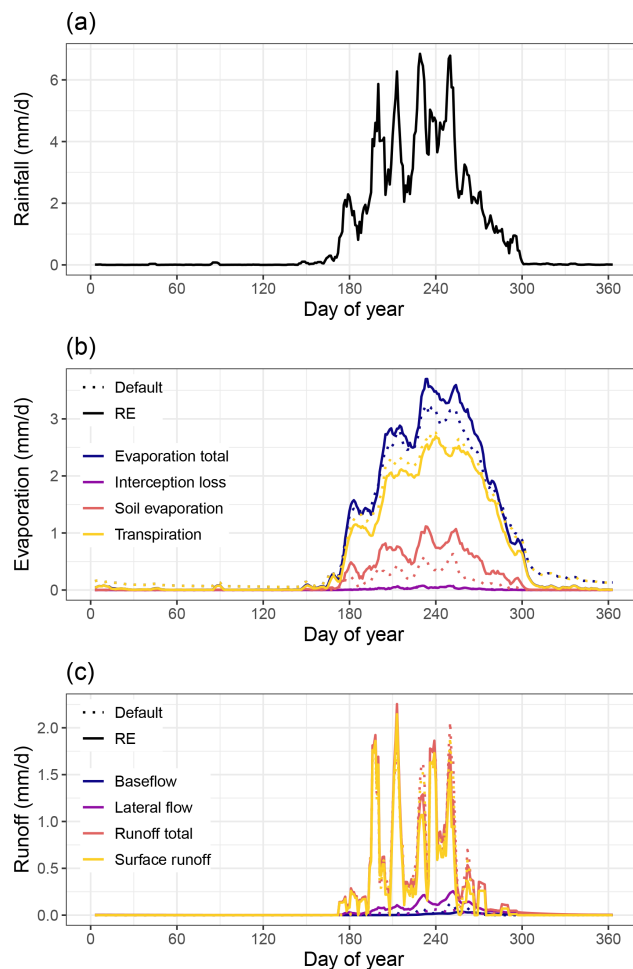 (a)
Rainfall (mm/d)
6
4
2
0
0 60 120 180 240 300 360
Day of year
(b)
Evaporation (mm/d)
3
2
1
0
Default
RE
Evaporation total
Interception loss
Soil evaporation
Transpiration
0 60 120 180 240 300 360
Day of year
(c)
Runoff (mm/d)
2.0
1.5
1.0
0.5
0.0
Default
RE
Baseflow
Lateral flow
Runoff total
Surface runoff
0 60 120 180 240 300 360
Day of year